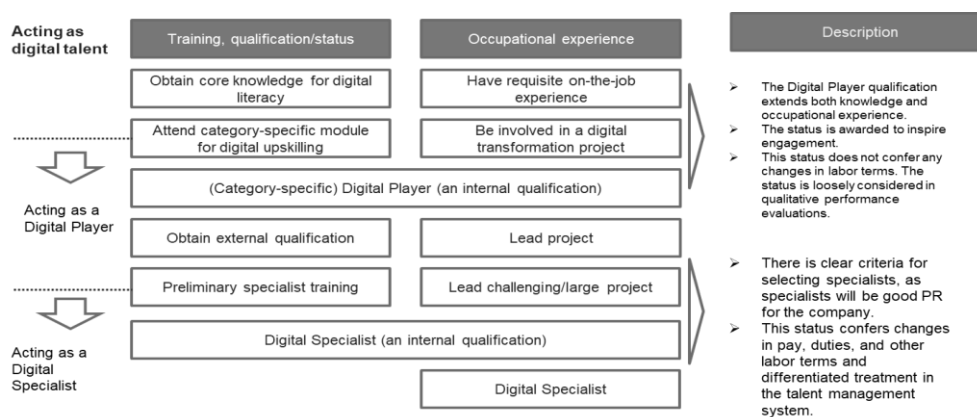 Acting as
digital talent
Training, qualification/status
Occupational experience
Description
Obtain core knowledge for digital
literacy
Have requisite on-the-job
experience
Attend category-specific module
for digital upskilling
Be involved in a digital
transformation project
(Category-specific) Digital Player (an internal qualification)
Acting as a
Digital Player
➢ The Digital Player qualification
extends both knowledge and
occupational experience.
➢ The status is awarded to inspire
engagement.
➢ This status does not confer any
changes in labor terms. The
status is loosely considered in
qualitative performance
evaluations.
Obtain external qualification
Lead project
Preliminary specialist training
Lead challenging/large project
Digital Specialist (an internal qualification)
Acting as a
Digital
Specialist
Digital Specialist
➢ There is clear criteria for
selecting specialists, as
specialists will be good PR
for the company.
➢ This status confers changes
in pay, duties, and other
labor terms and
differentiated treatment in
the talent management
system.